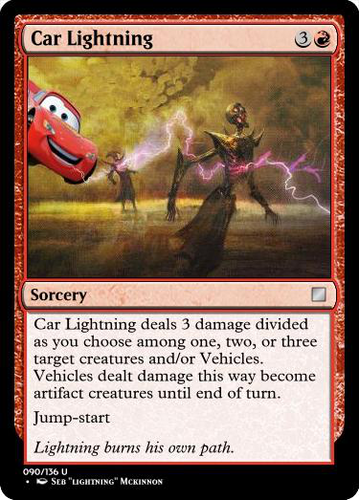 Car Lightning 3
Sorcery
Car Lightning deals 3 damage divided
as you choose among one, two, or three
target creatures and/or Vehicles.
Vehicles dealt damage this way become
artifact creatures until end of turn.
Jump-start
Lightning burns his own path.
090/136 U
• Seb "lightning" Mckinnon